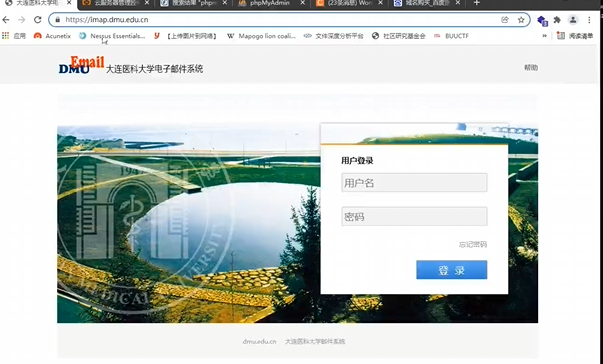 大连医科大学电
云服务器管理控
搜索结果 "phpr
phpMyAdmin
(23条消息) Wo
域名购买_百度
https://imap.dmu.edu.cn
应用
Acunetix
Nessus Essentials...
【上传图片到网络】
Mapogo lion coali...
文件深度分析平台
社区研究基金会
BUUCTF
»
阅读清单
DMU Email 大连医科大学电子邮件系统
帮助
用户登录
用户名
密码
忘记密码
登 录
dmu.edu.cn 大连医科大学邮件系统